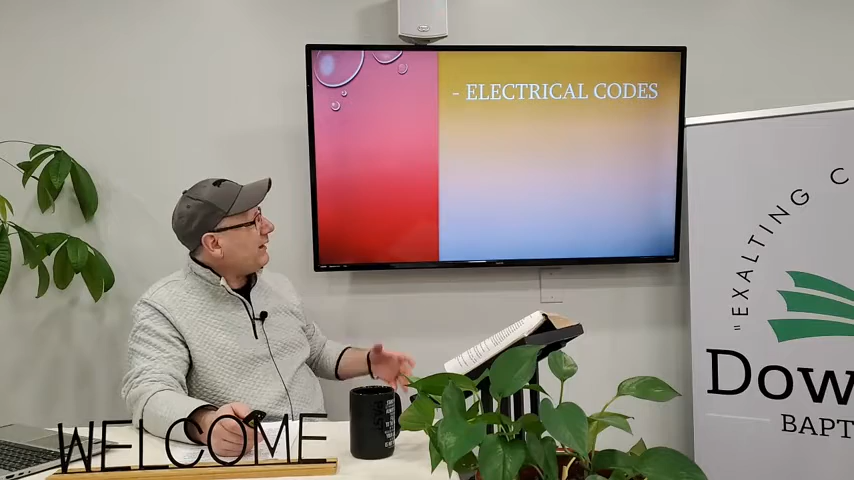 - ELECTRICAL CODES
"EXALTING C
Dow
BAPT
WELCOME